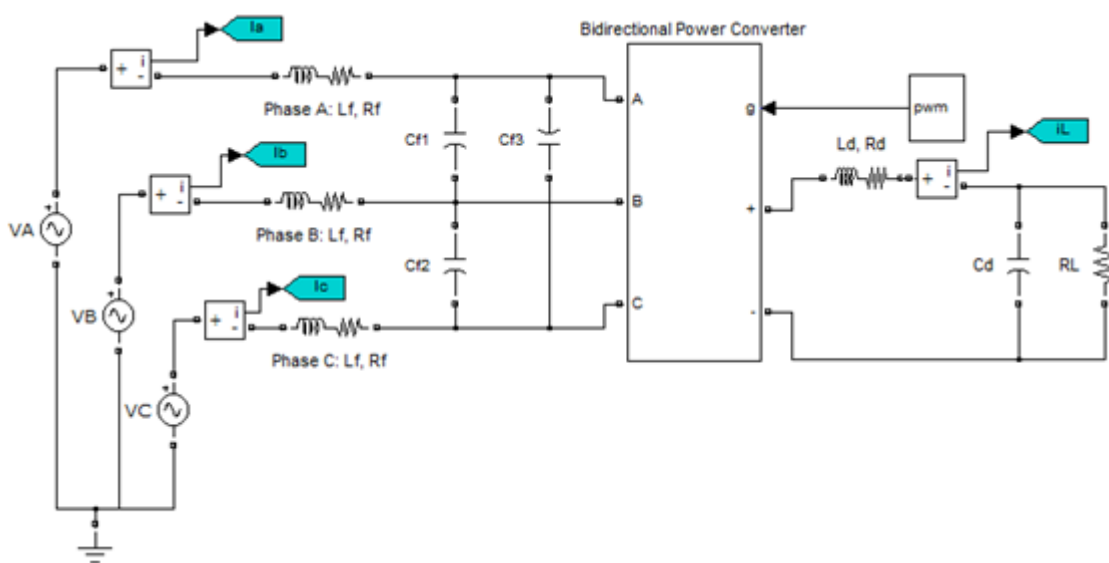 Ia
Bidirectional Power Converter
+
i
-
Phase A: Lf, Rf
A
g
pwm
Cf1
Cf3
Ld, Rd
iL
Ib
+
i
-
+
i
-
Phase B: Lf, Rf
B
+
VA
+
Cf2
Cd
RL
Ic
+
i
-
C
-
VB
+
Phase C: Lf, Rf
VC
+